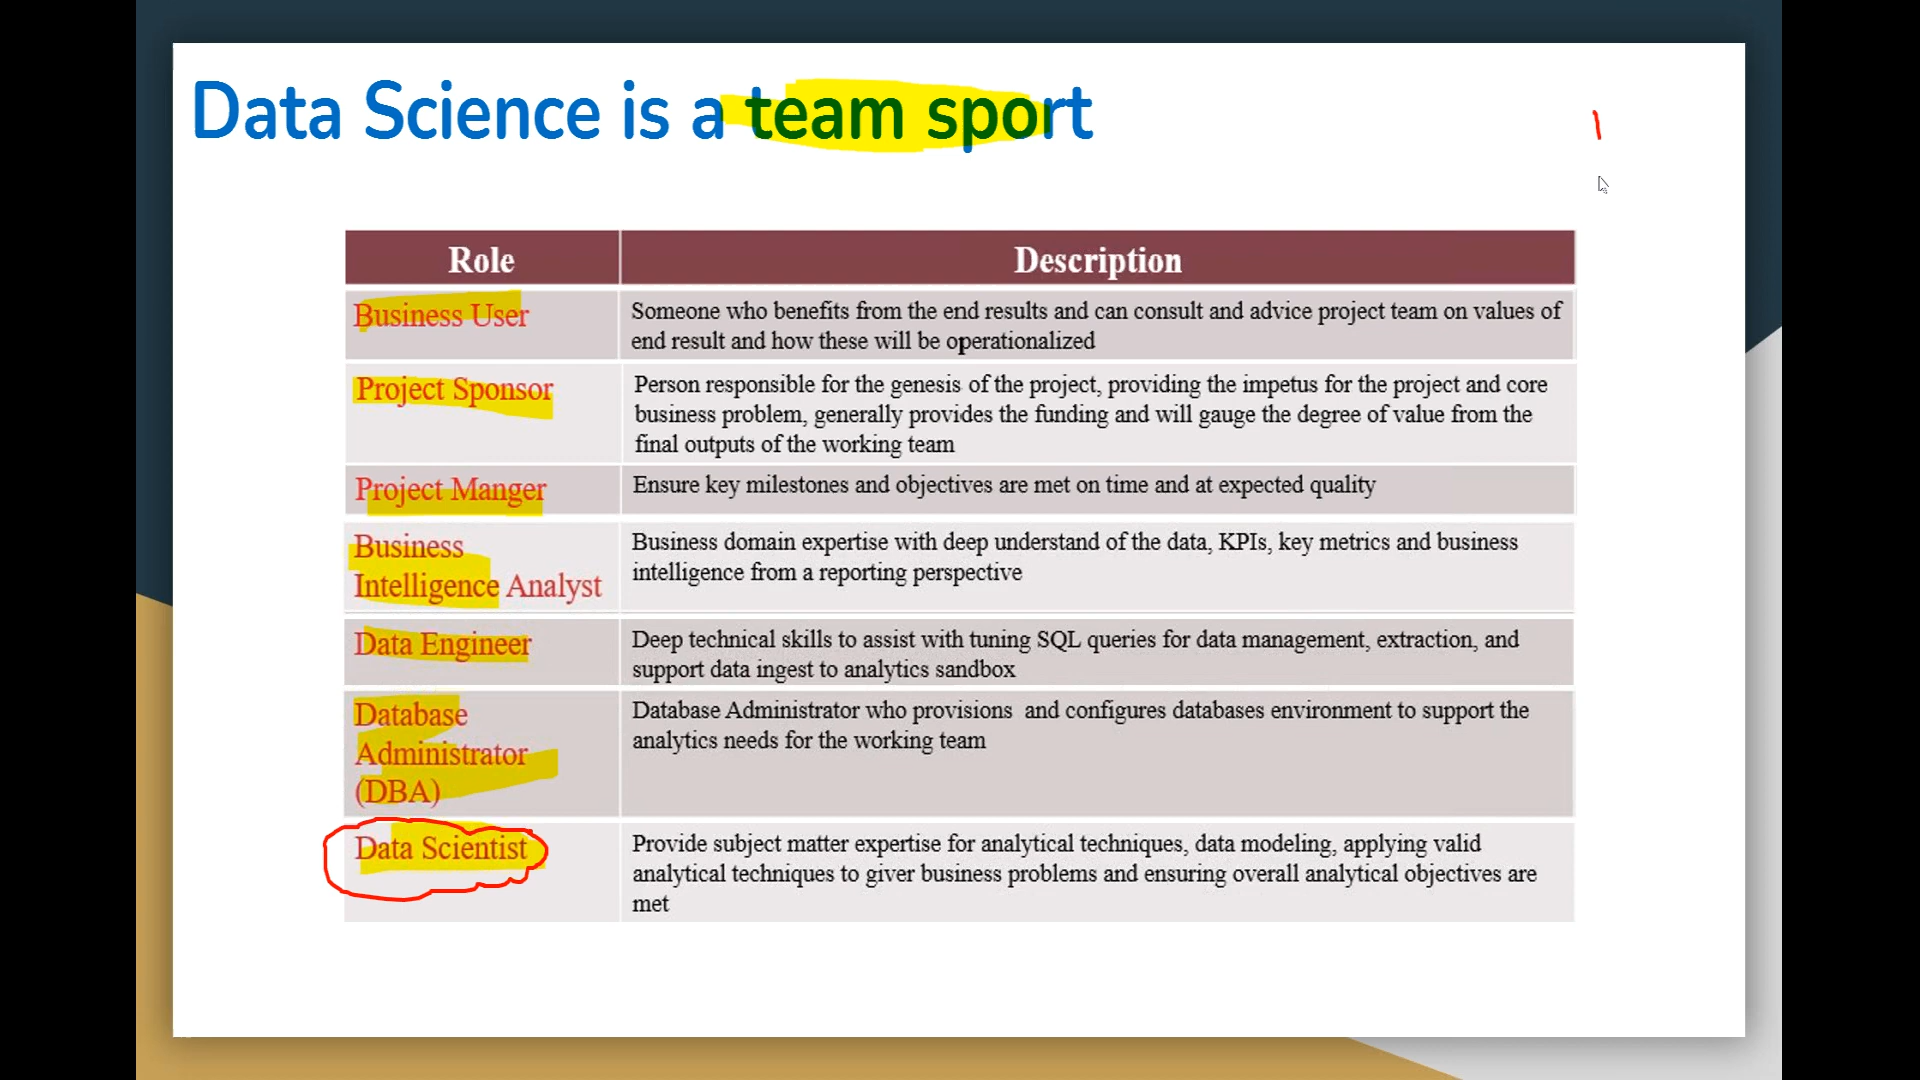 Data Science is a team sport
Role
Description
Business User
Someone who benefits from the end results and can consult and advice project team on values of
end result and how these will be operationalized
Project Sponsor
Person responsible for the genesis of the project, providing the impetus for the project and core
business problem, generally provides the funding and will gauge the degree of value from the
final outputs of the working team
Project Manger
Ensure key milestones and objectives are met on time and at expected quality
Business
Intelligence Analyst
Business domain expertise with deep understand of the data, KPIs, key metrics and business
intelligence from a reporting perspective
Data Engineer
Deep technical skills to assist with tuning SQL queries for data management, extraction, and
support data ingest to analytics sandbox
Database
Administrator
(DBA)
Database Administrator who provisions and configures databases environment to support the
analytics needs for the working team
Data Scientist
Provide subject matter expertise for analytical techniques, data modeling, applying valid
analytical techniques to giver business problems and ensuring overall analytical objectives are
met